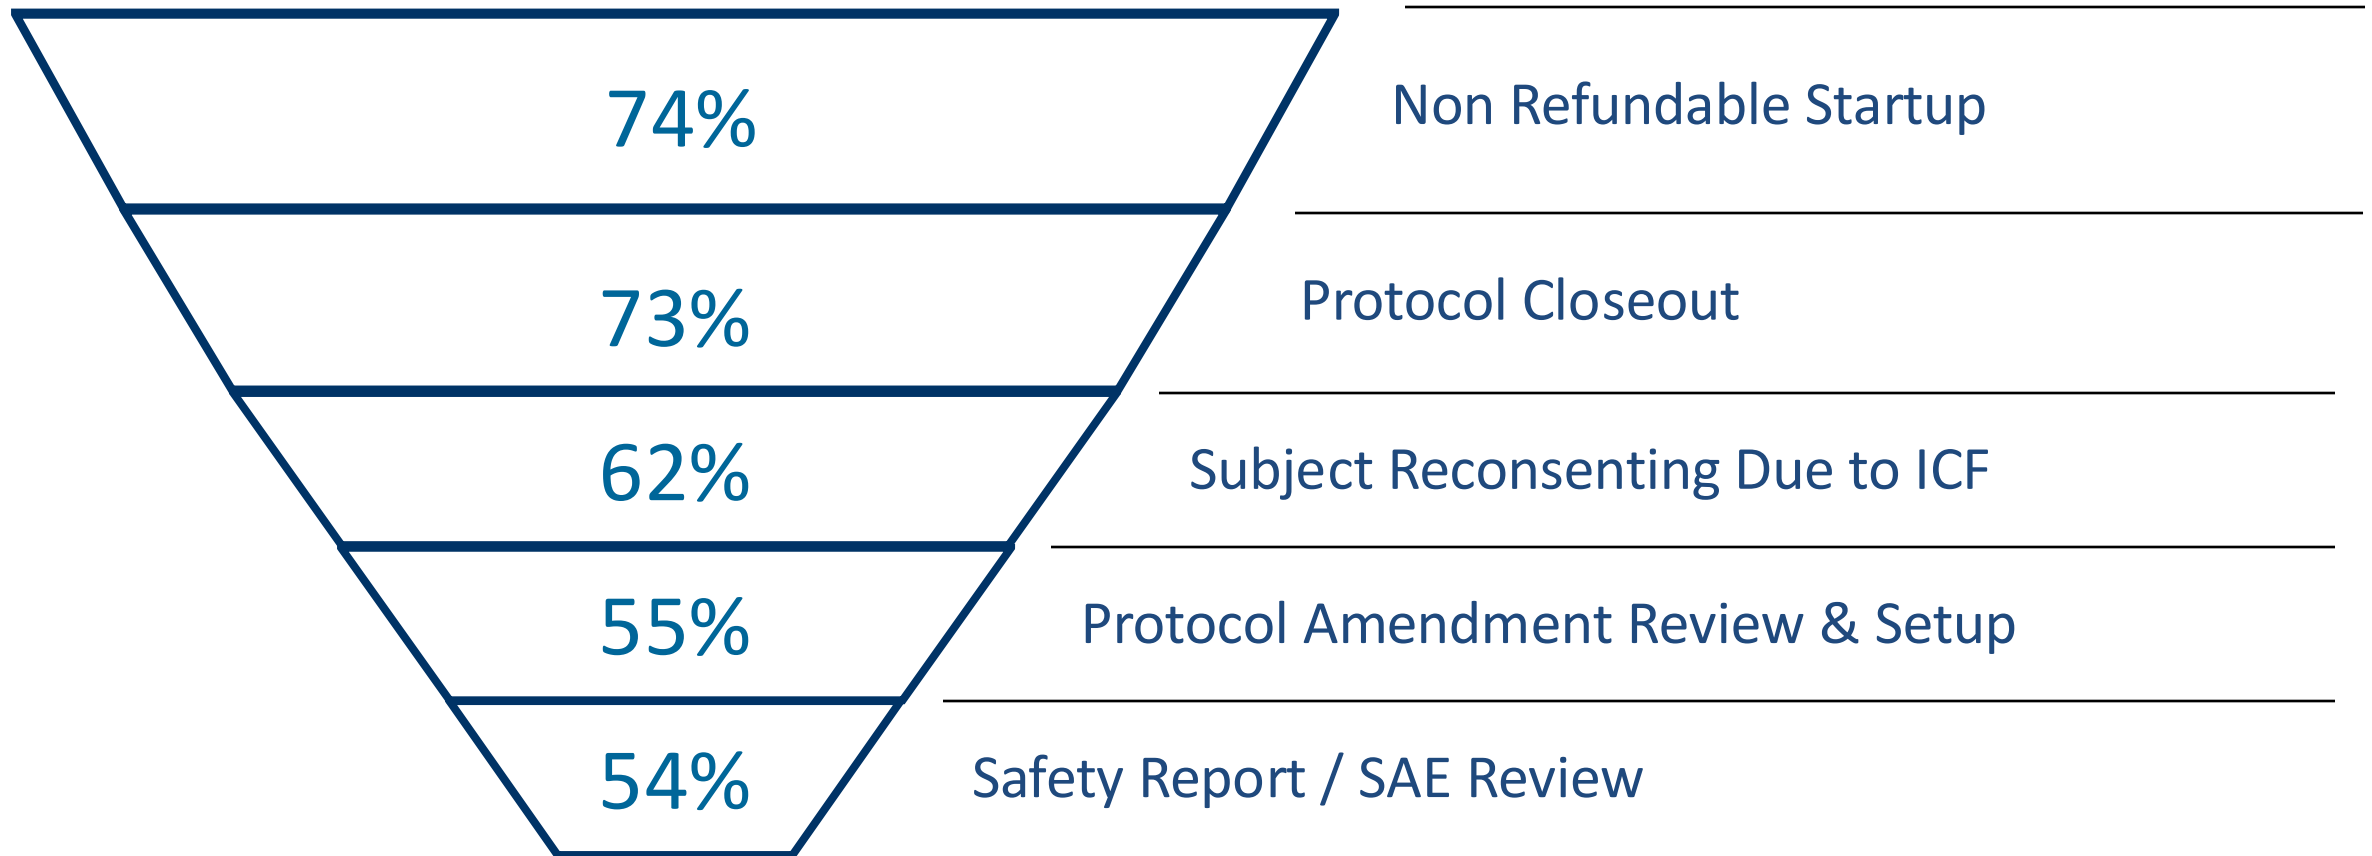 74% Non Refundable Startup
73% Protocol Closeout
62% Subject Reconsenting Due to ICF
55% Protocol Amendment Review & Setup
54% Safety Report / SAE Review